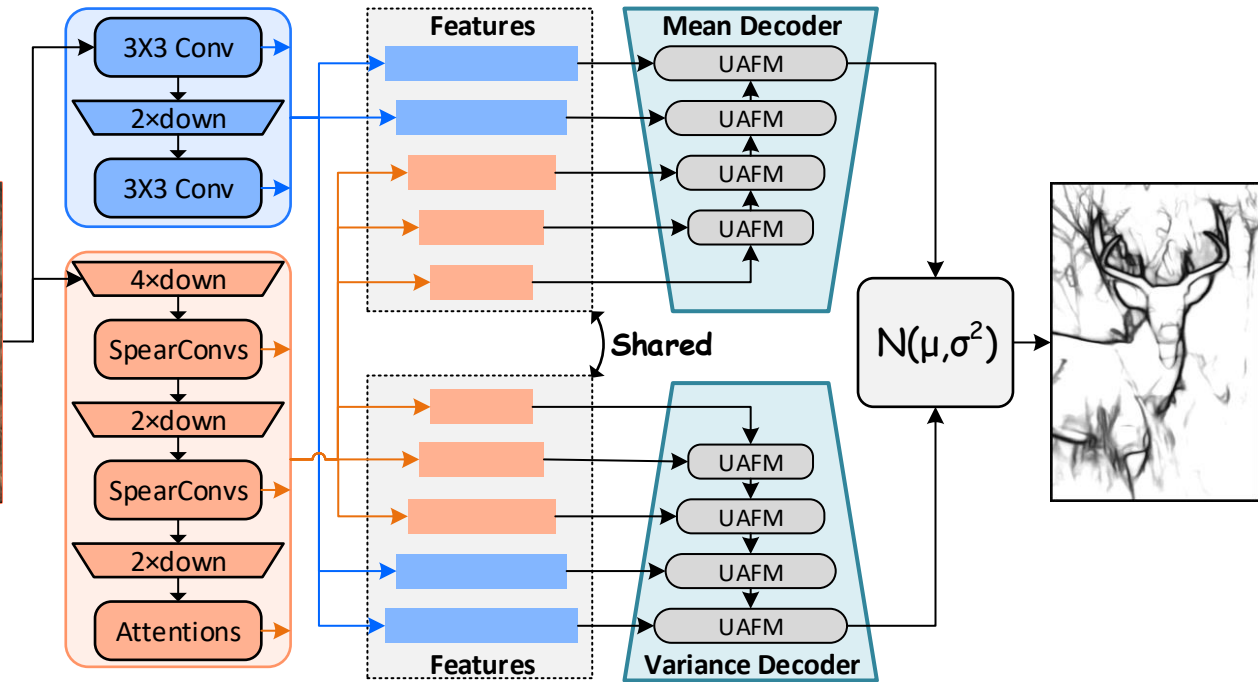 3X3 Conv
2×down
3X3 Conv
4×down
SpearConvs
2×down
SpearConvs
2×down
Attentions
Features
Shared
Features
Mean Decoder
UAFM
UAFM
UAFM
UAFM
UAFM
UAFM
UAFM
UAFM
Variance Decoder
N(μ,σ²)